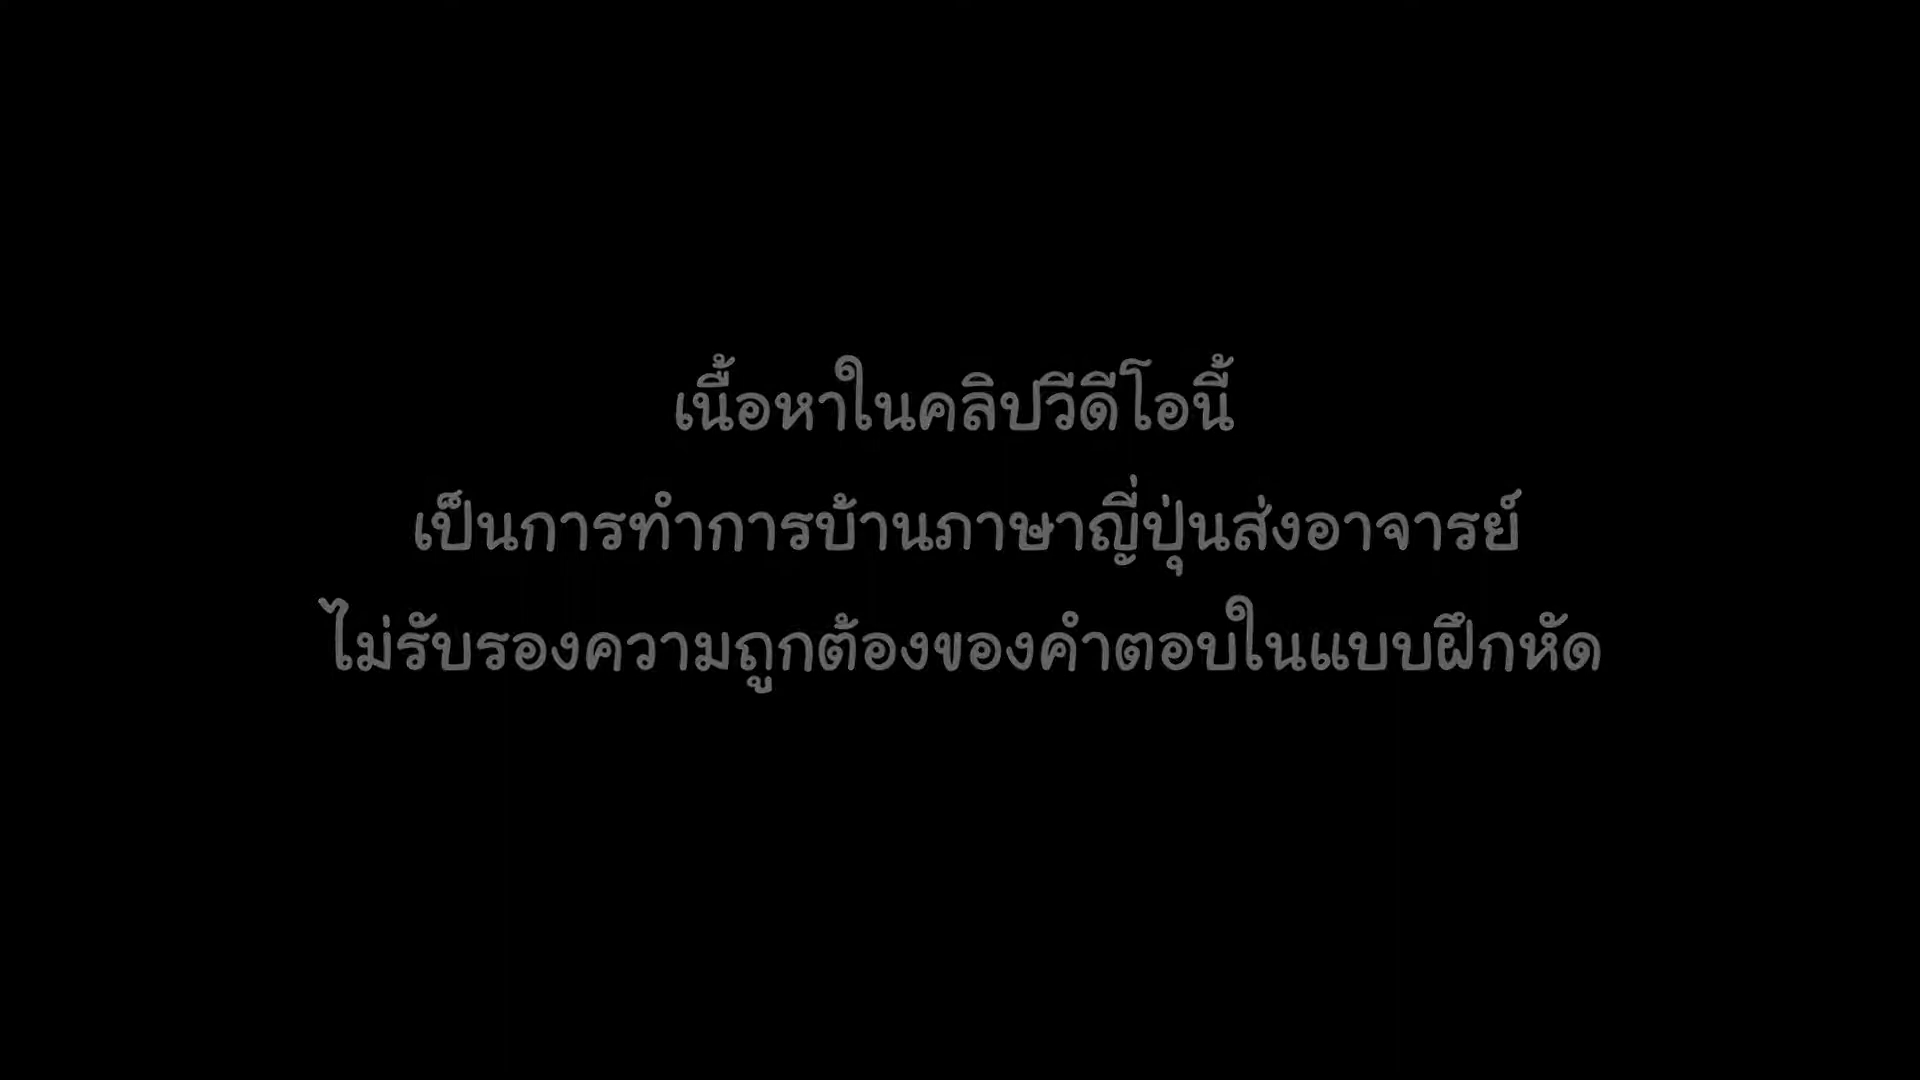 เนื้อหาในคลิปวีดีโอนี้
เป็นการทำการบ้านภาษาญี่ปุ่นส่งอาจารย์
ไม่รับรองความถูกต้องของคำตอบในแบบฝึกหัด